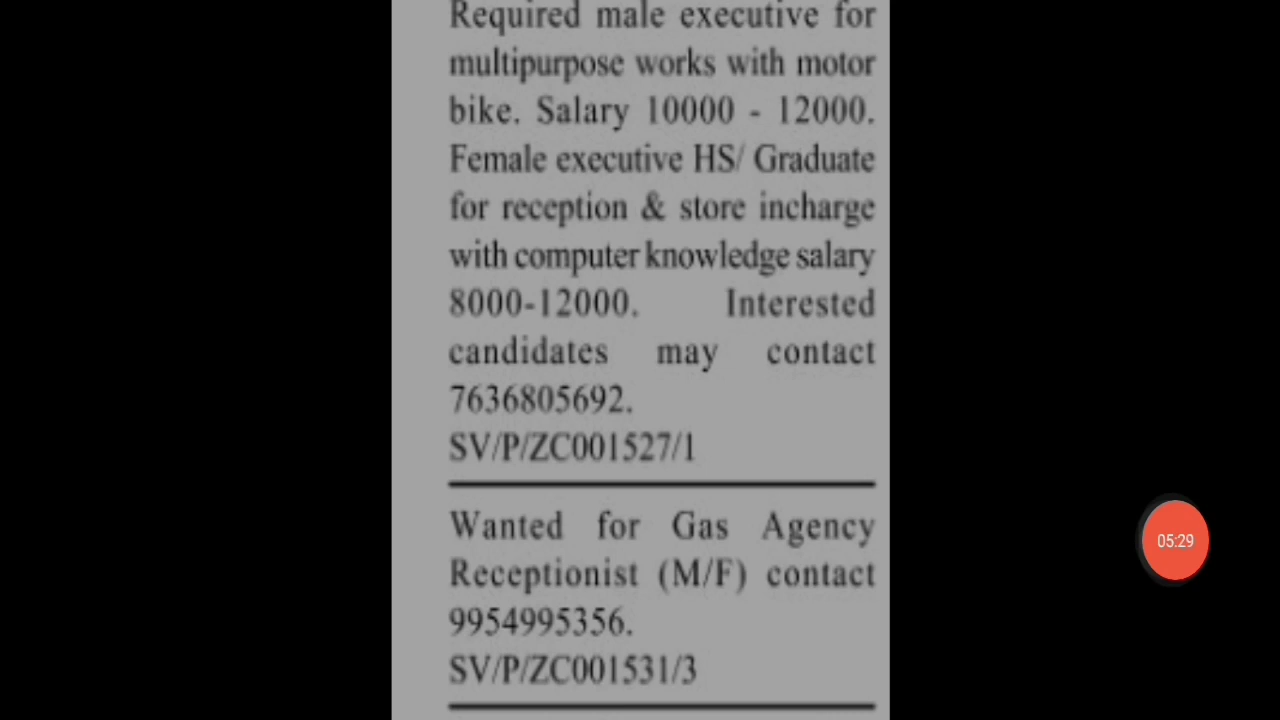 Required male executive for
multipurpose works with motor
bike. Salary 10000 - 12000.
Female executive HS/ Graduate
for reception & store incharge
with computer knowledge salary
8000-12000. Interested
candidates may contact
7636805692.
SV/P/ZC001527/1
Wanted for Gas Agency
Receptionist (M/F) contact
9954995356.
SV/P/ZC001531/3
05:29